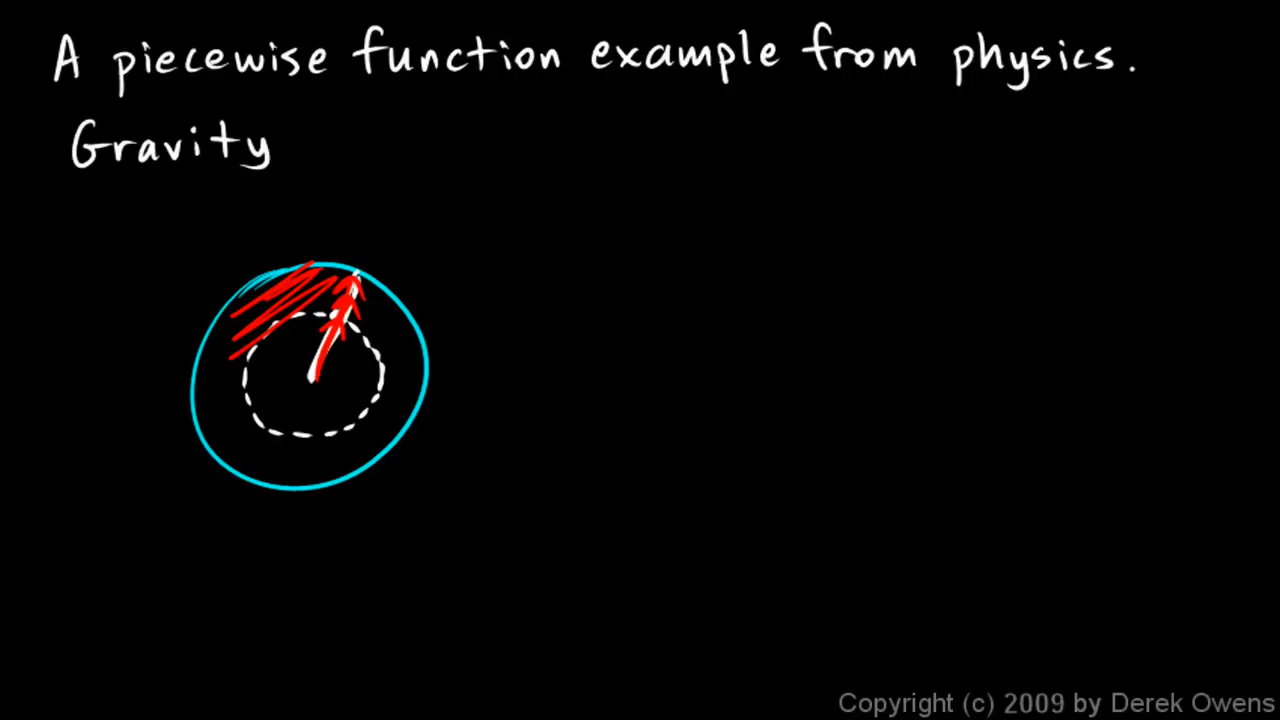 A piecewise function example from physics.
Gravity
Copyright (c) 2009 by Derek Owens